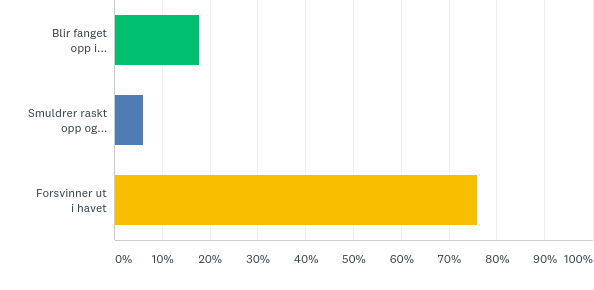 Blir fanget
opp i...
Smuldrer raskt
opp og...
Forsvinner ut
i havet
0% 10% 20% 30% 40% 50% 60% 70% 80% 90% 100%